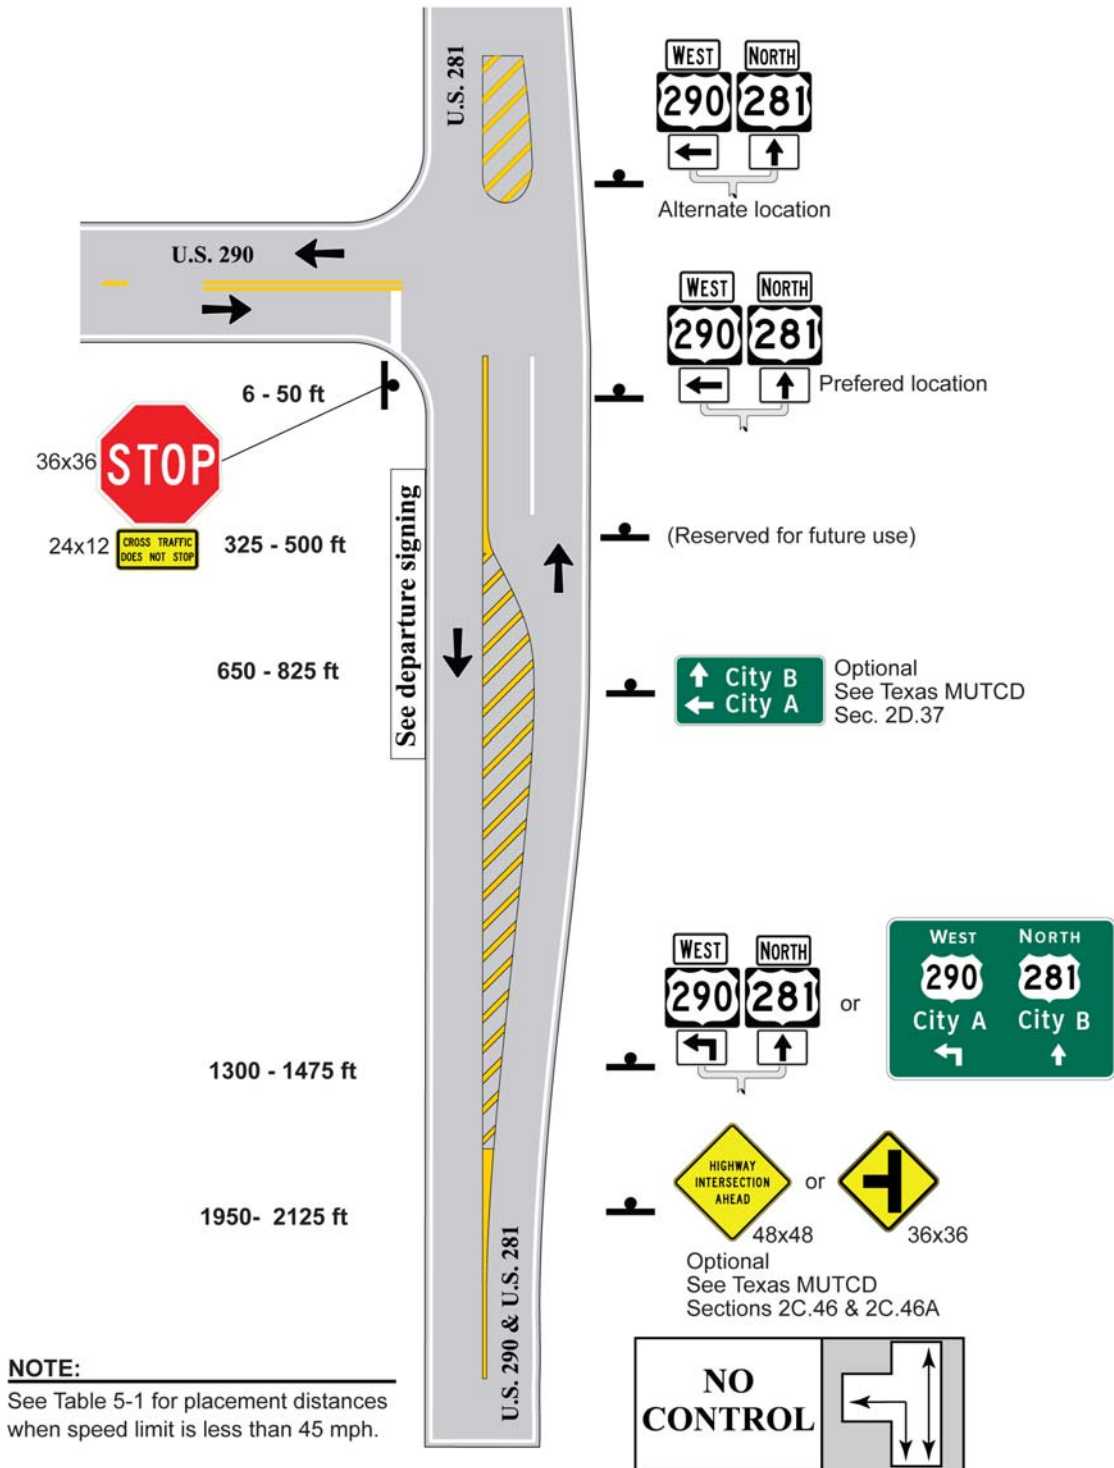 U.S. 281
WEST NORTH
290 281
Alternate location
U.S. 290
WEST NORTH
290 281
Prefered location
6 - 50 ft
36x36
STOP
24x12
CROSS TRAFFIC
DOES NOT STOP
325 - 500 ft
(Reserved for future use)
See departure signing
650 - 825 ft
City B
City A
Optional
See Texas MUTCD
Sec. 2D.37
WEST NORTH
290 281
or
WEST NORTH
290 281
City A City B
1300 - 1475 ft
HIGHWAY
INTERSECTION
AHEAD
48x48
or
36x36
1950- 2125 ft
Optional
See Texas MUTCD
Sections 2C.46 & 2C.46A
U.S. 290 & U.S. 281
NOTE:
See Table 5-1 for placement distances
when speed limit is less than 45 mph.
NO
CONTROL